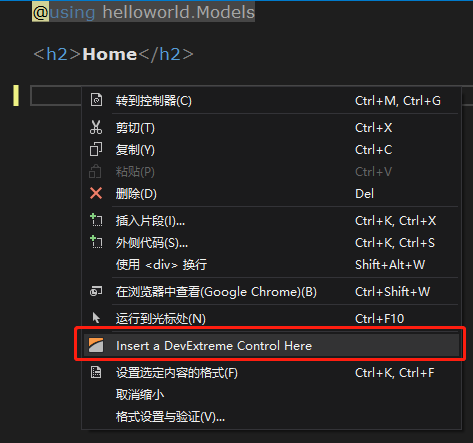 @using helloworld.Models
<h2>Home</h2>
转到控制器(C) Ctrl+M, Ctrl+G
剪切(T) Ctrl+X
复制(Y) Ctrl+C
粘贴(P) Ctrl+V
删除(D) Del
插入片段(I)... Ctrl+K, Ctrl+X
外侧代码(S)... Ctrl+K, Ctrl+S
使用 <div> 换行 Shift+Alt+W
在浏览器中查看(Google Chrome)(B) Ctrl+Shift+W
运行到光标处(N) Ctrl+F10
Insert a DevExtreme Control Here
设置选定内容的格式(F) Ctrl+K, Ctrl+F
取消缩小
格式设置与验证(V)...